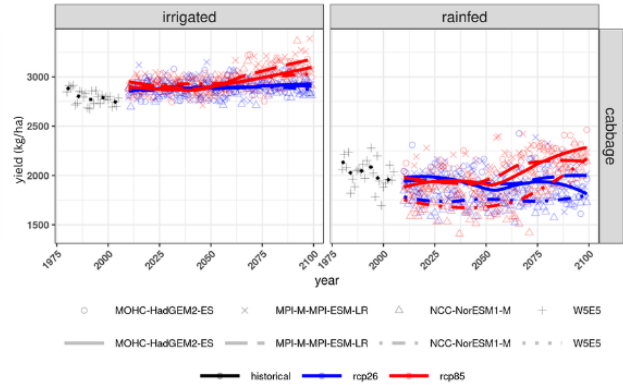 irrigated
rainfed
cabbage
yield (kg/ha)
3000
2500
2000
1500
1975
2000
2025
2050
2075
2100
1975
2000
2025
2050
2075
2100
year
MOHC-HadGEM2-ES
MPI-M-MPI-ESM-LR
NCC-NorESM1-M
W5E5
MOHC-HadGEM2-ES
MPI-M-MPI-ESM-LR
NCC-NorESM1-M
W5E5
historical
rcp26
rcp85